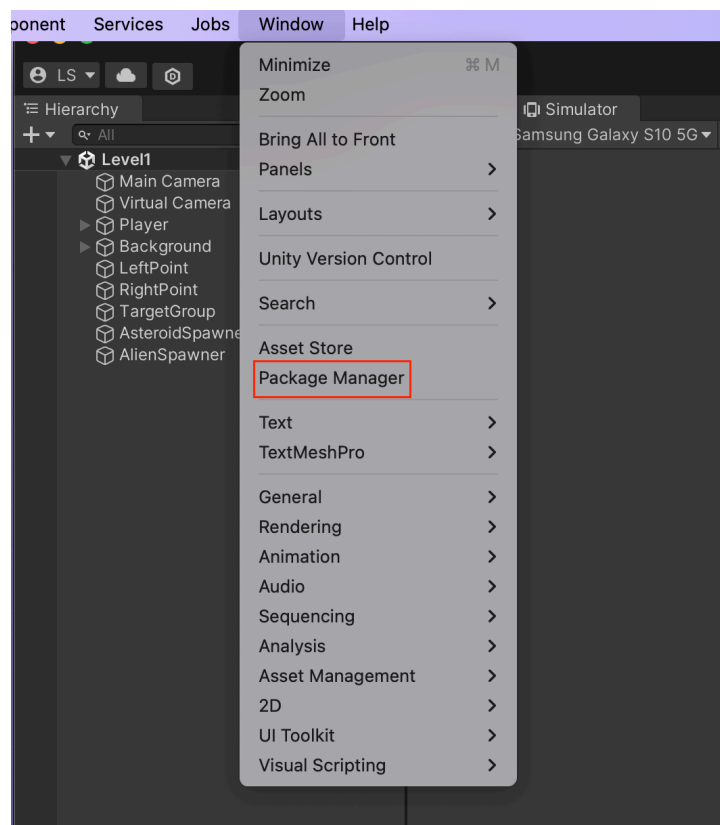 Services Jobs Window Help
LS
Hierarchy
All
Level1
Main Camera
Virtual Camera
Player
Background
LeftPoint
RightPoint
TargetGroup
AsteroidSpawne
AlienSpawner
Minimize ⌘ M
Zoom
Bring All to Front
Panels
Layouts
Unity Version Control
Search
Asset Store
Package Manager
Text
TextMeshPro
General
Rendering
Animation
Audio
Sequencing
Analysis
Asset Management
2D
UI Toolkit
Visual Scripting
Simulator
Samsung Galaxy S10 5G